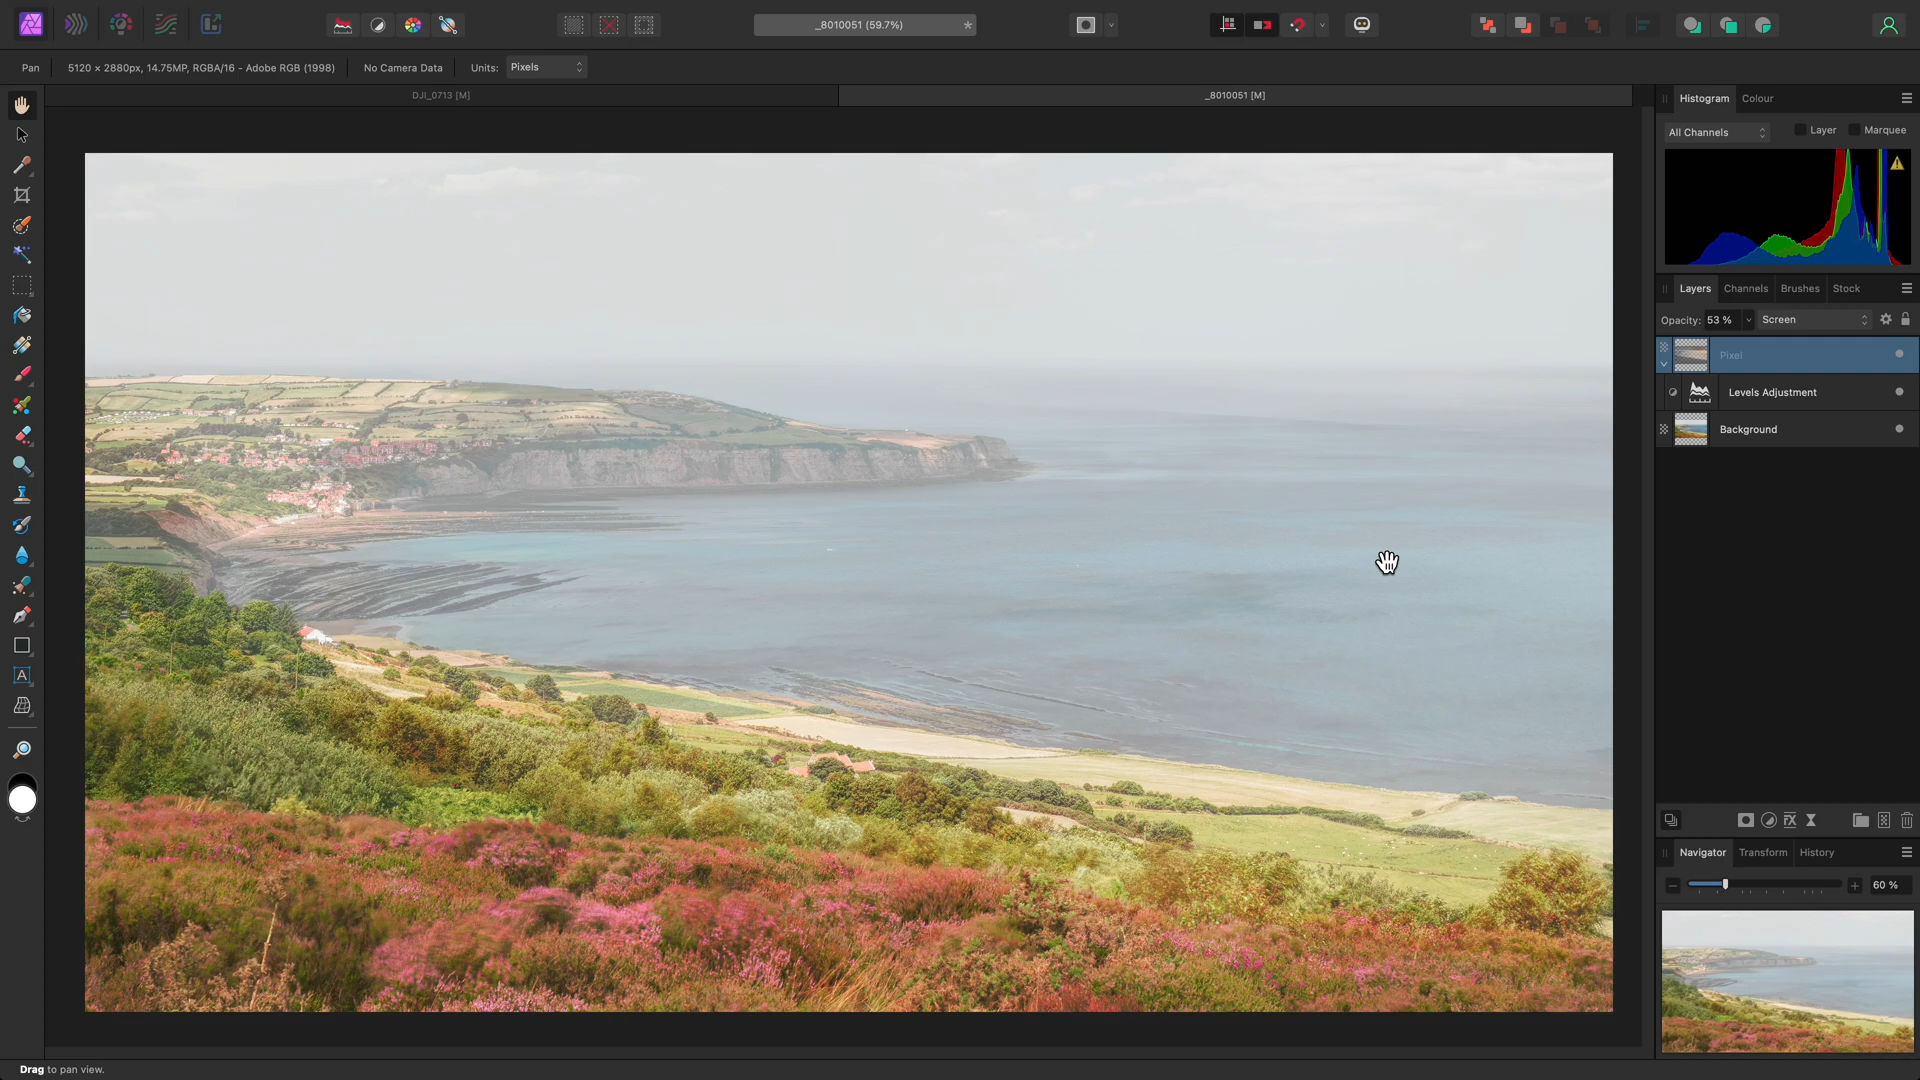 _8010051 (59.7%)
*
Pan
5120 × 2880px, 14.75MP, RGBA/16 - Adobe RGB (1998)
No Camera Data
Units:
Pixels
DJI_0713 [M]
_8010051 [M]
Histogram
Colour
All Channels
Layer
Marquee
Layers
Channels
Brushes
Stock
Opacity:
53 %
Screen
Pixel
Levels Adjustment
Background
A
FX
Navigator
Transform
History
60 %
Drag to pan view.